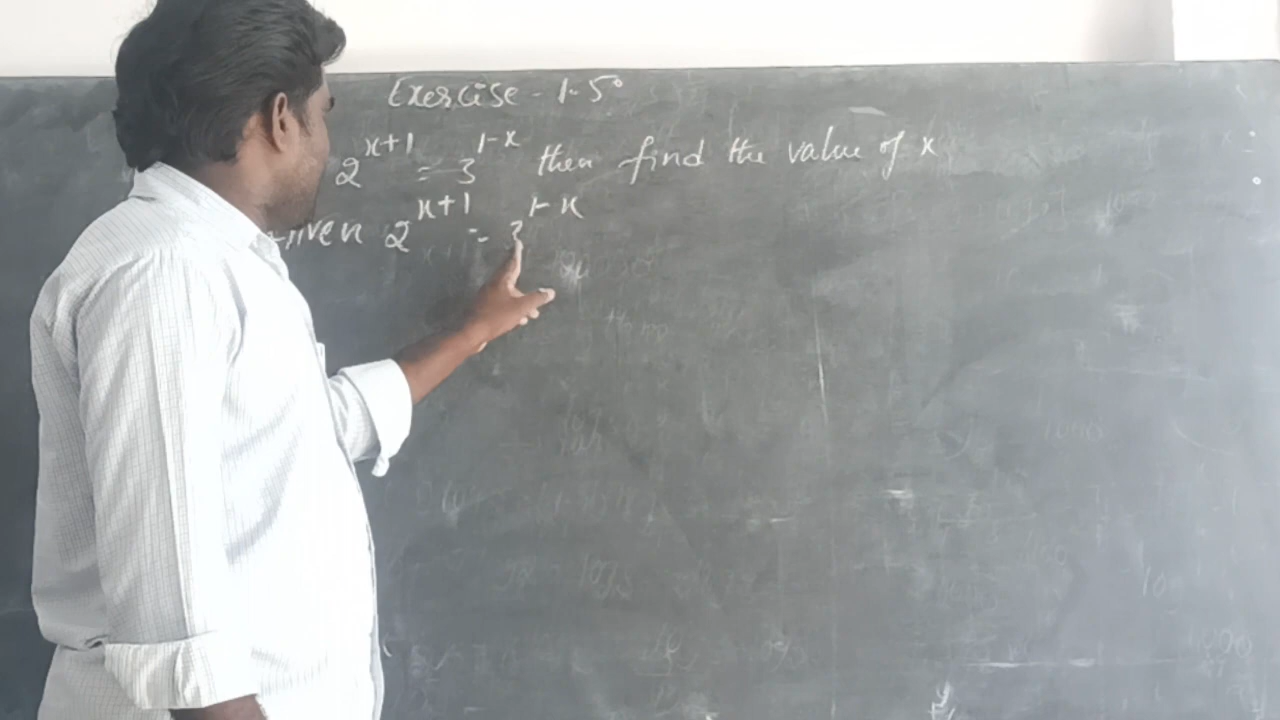 Exercise - 1.5°
2^{x+1} = 3^{1-x} then find the value of x
Given 2^{x+1} = 3^{1-x}